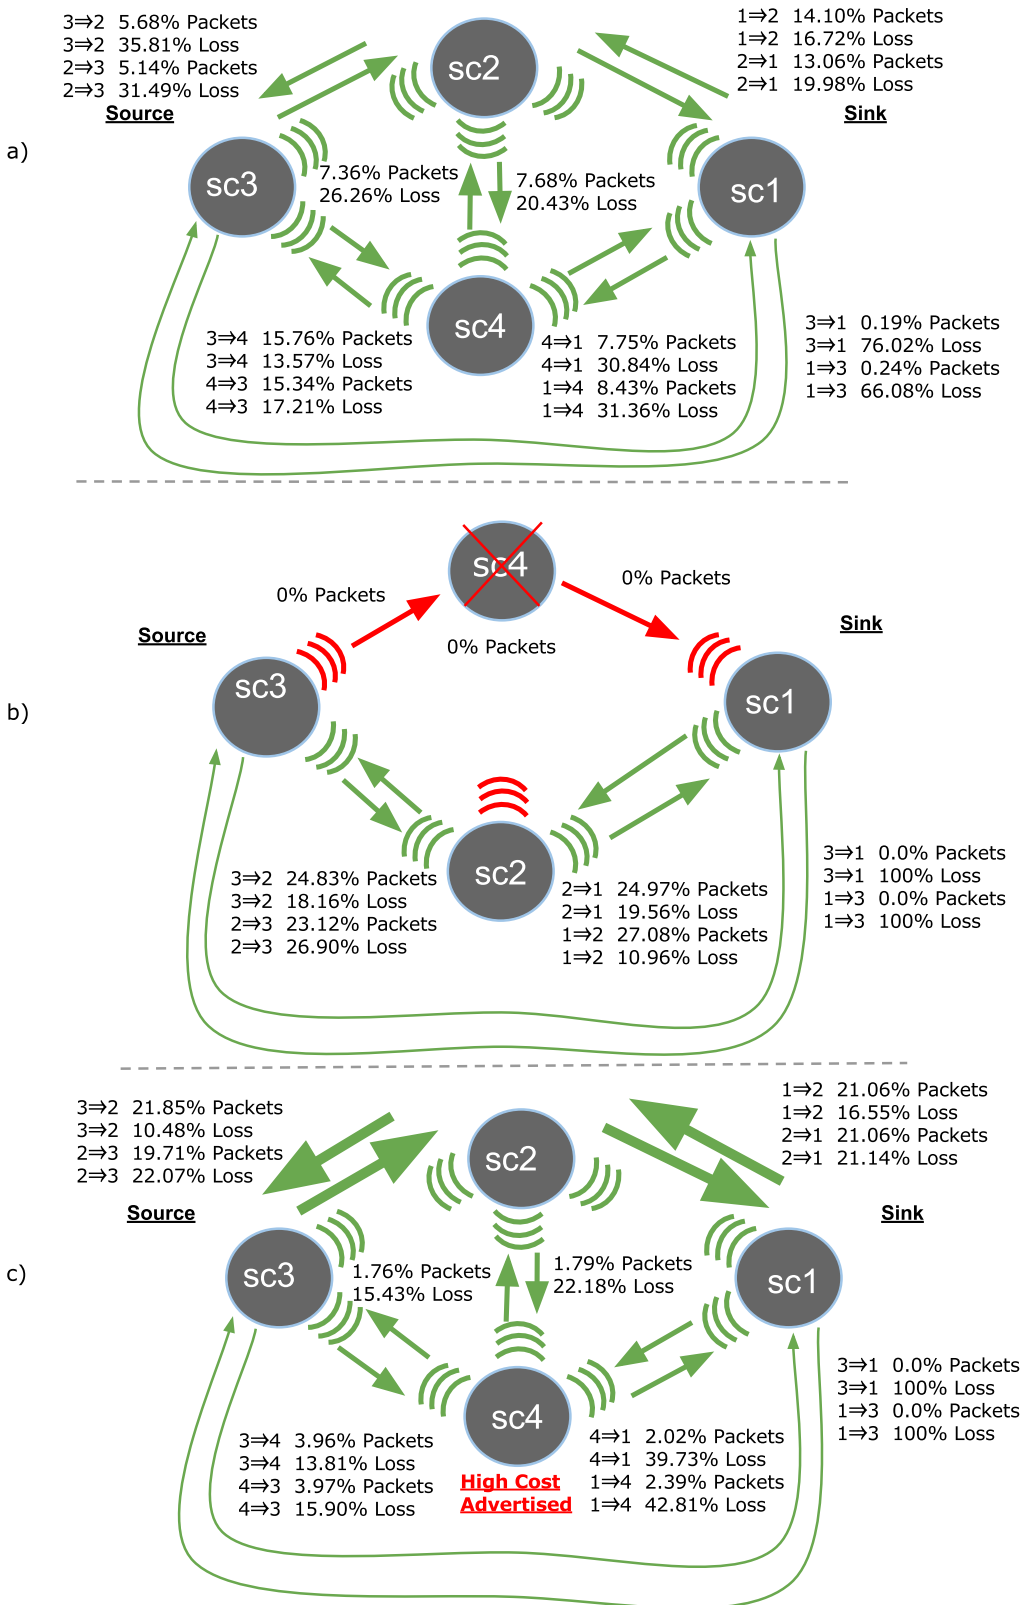 3⇒2 5.68% Packets
3⇒2 35.81% Loss
2⇒3 5.14% Packets
2⇒3 31.49% Loss
Source
1⇒2 14.10% Packets
1⇒2 16.72% Loss
2⇒1 13.06% Packets
2⇒1 19.98% Loss
Sink
a)
sc2
sc3
sc1
sc4
7.36% Packets
26.26% Loss
7.68% Packets
20.43% Loss
3⇒4 15.76% Packets
3⇒4 13.57% Loss
4⇒3 15.34% Packets
4⇒3 17.21% Loss
4⇒1 7.75% Packets
4⇒1 30.84% Loss
1⇒4 8.43% Packets
1⇒4 31.36% Loss
3⇒1 0.19% Packets
3⇒1 76.02% Loss
1⇒3 0.24% Packets
1⇒3 66.08% Loss
b)
sc4
0% Packets
0% Packets
0% Packets
Source
Sink
sc3
sc1
sc2
3⇒2 24.83% Packets
3⇒2 18.16% Loss
2⇒3 23.12% Packets
2⇒3 26.90% Loss
2⇒1 24.97% Packets
2⇒1 19.56% Loss
1⇒2 27.08% Packets
1⇒2 10.96% Loss
3⇒1 0.0% Packets
3⇒1 100% Loss
1⇒3 0.0% Packets
1⇒3 100% Loss
3⇒2 21.85% Packets
3⇒2 10.48% Loss
2⇒3 19.71% Packets
2⇒3 22.07% Loss
Source
1⇒2 21.06% Packets
1⇒2 16.55% Loss
2⇒1 21.06% Packets
2⇒1 21.14% Loss
Sink
c)
sc2
sc3
sc1
sc4
1.76% Packets
15.43% Loss
1.79% Packets
22.18% Loss
3⇒4 3.96% Packets
3⇒4 13.81% Loss
4⇒3 3.97% Packets
4⇒3 15.90% Loss
High Cost
Advertised
4⇒1 2.02% Packets
4⇒1 39.73% Loss
1⇒4 2.39% Packets
1⇒4 42.81% Loss
3⇒1 0.0% Packets
3⇒1 100% Loss
1⇒3 0.0% Packets
1⇒3 100% Loss